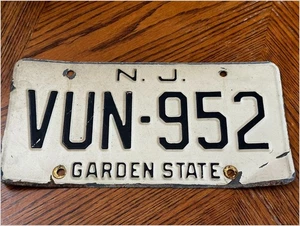 N.J.
VUN-952
GARDEN STATE